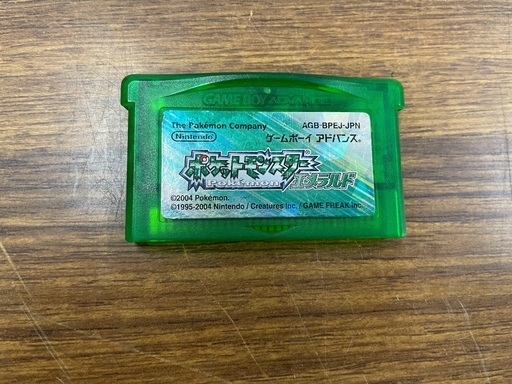 GAME BOY ADVANCE
The Pokémon Company AGB-BPEJ-JPN
Nintendo ゲームボーイ アドバンス®
ポケットモンスター
POKéMON エメラルド
©2004 Pokémon.
©1995-2004 Nintendo / Creatures inc. / GAME FREAK inc.